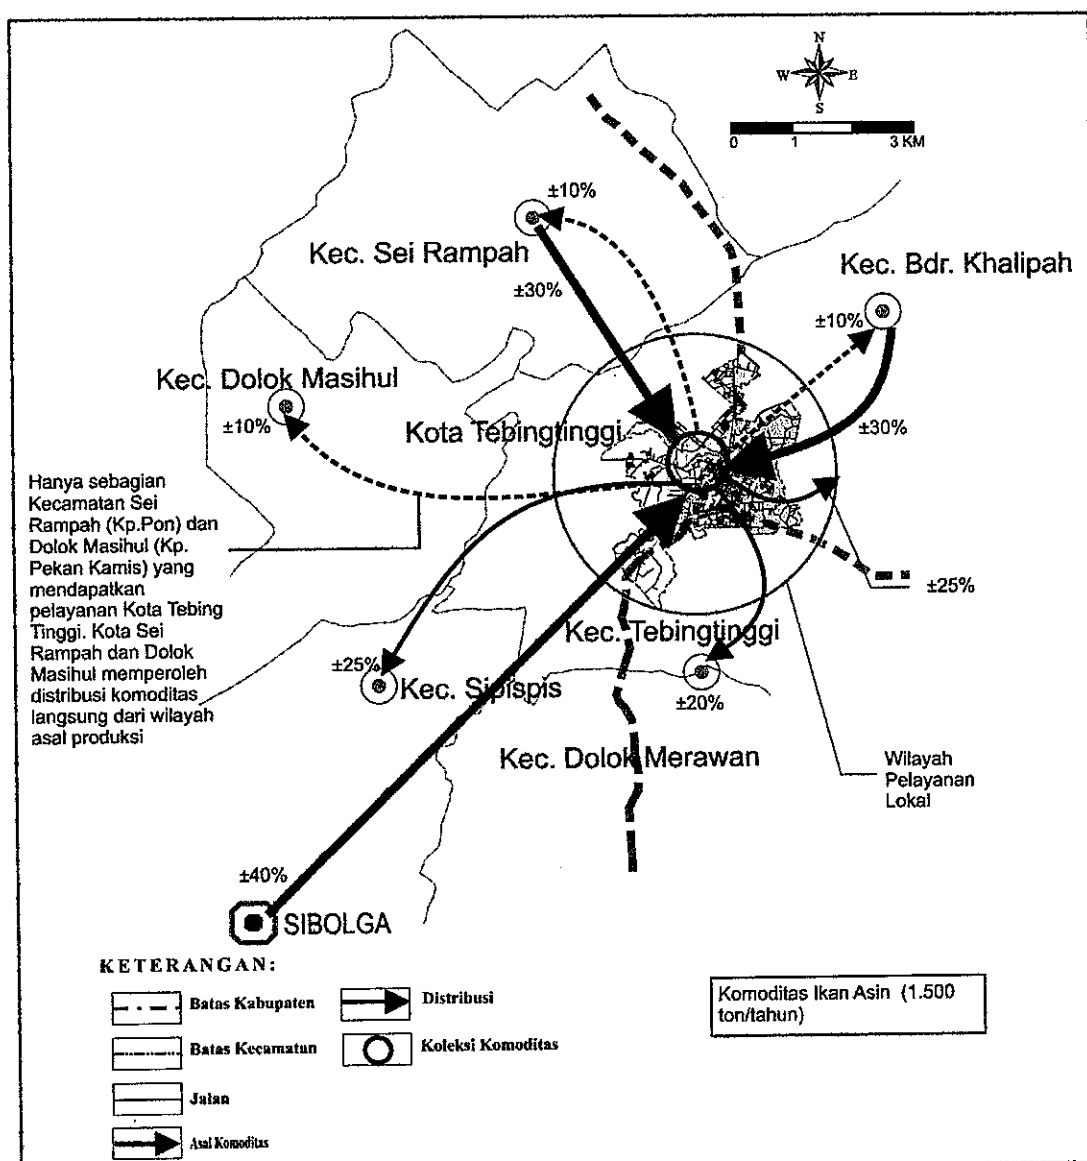 N
W E
S
0 1 3 KM
±10%
Kec. Sei Rampah
±30%
Kec. Bdr. Khalipah
±10%
Kec. Dolok Masihul
±10%
Kota Tebingtinggi
±30%
Hanya sebagian
Kecamatan Sei
Rampah (Kp.Pon) dan
Dolok Masihul (Kp.
Pekan Kamis) yang
mendapatkan
pelayanan Kota Tebing
Tinggi. Kota Sei
Rampah dan Dolok
Masihul memperoleh
distribusi komoditas
langsung dari wilayah
asal produksi
±25%
Kec. Tebingtinggi
±25%
Kec. Sipispis
±20%
Kec. Dolok Merawan
Wilayah
Pelayanan
Lokal
±40%
SIBOLGA
KETERANGAN:
Batas Kabupaten
Distribusi
Batas Kecamatun
Koleksi Komoditas
Jalan
Asal Komoditas
Komoditas Ikan Asin (1.500
ton/tahun)